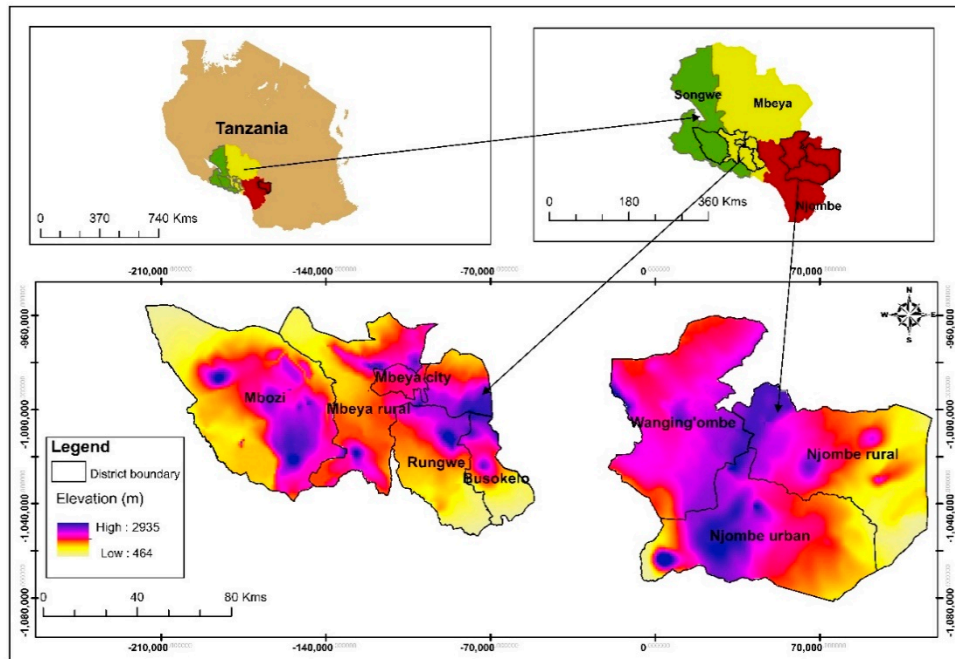 Tanzania
0 370 740 Kms
Songwe
Mbeya
Njombe
0 180 360 Kms
-210,000
-140,000
-70,000
0
70,000
-960,000
-1,000,000
-1,040,000
-1,080,000
N
W E
S
Mbozi
Mbeya city
Mbeya rural
Rungwe
Busokelo
Wanging'ombe
Njombe rural
Njombe urban
Legend
District boundary
Elevation (m)
High : 2935
Low : 464
0 40 80 Kms
-960,000
-1,000,000
-1,040,000
-1,080,000
-210,000
-140,000
-70,000
0
70,000